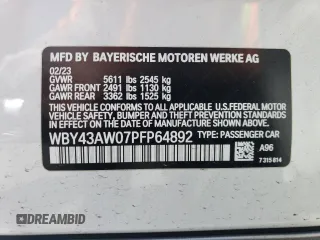 MFD BY BAYERISCHE MOTOREN WERKE AG
02/23
GVWR 5611 lbs 2545 kg
GAWR FRONT 2491 lbs 1130 kg
GAWR REAR 3362 lbs 1525 kg
THIS VEHICLE CONFORMS TO ALL APPLICABLE
U.S.FEDERAL MOTOR VEHICLE SAFETY, BUMPER,
AND THEFT PREVENTION STANDARDS IN EFFECT ON
THE DATE OF MANUFACTURE SHOWN ABOVE.
WBY43AW07PFP64892 TYPE: PASSENGER CAR
A96
7 315 814
DREAMBID